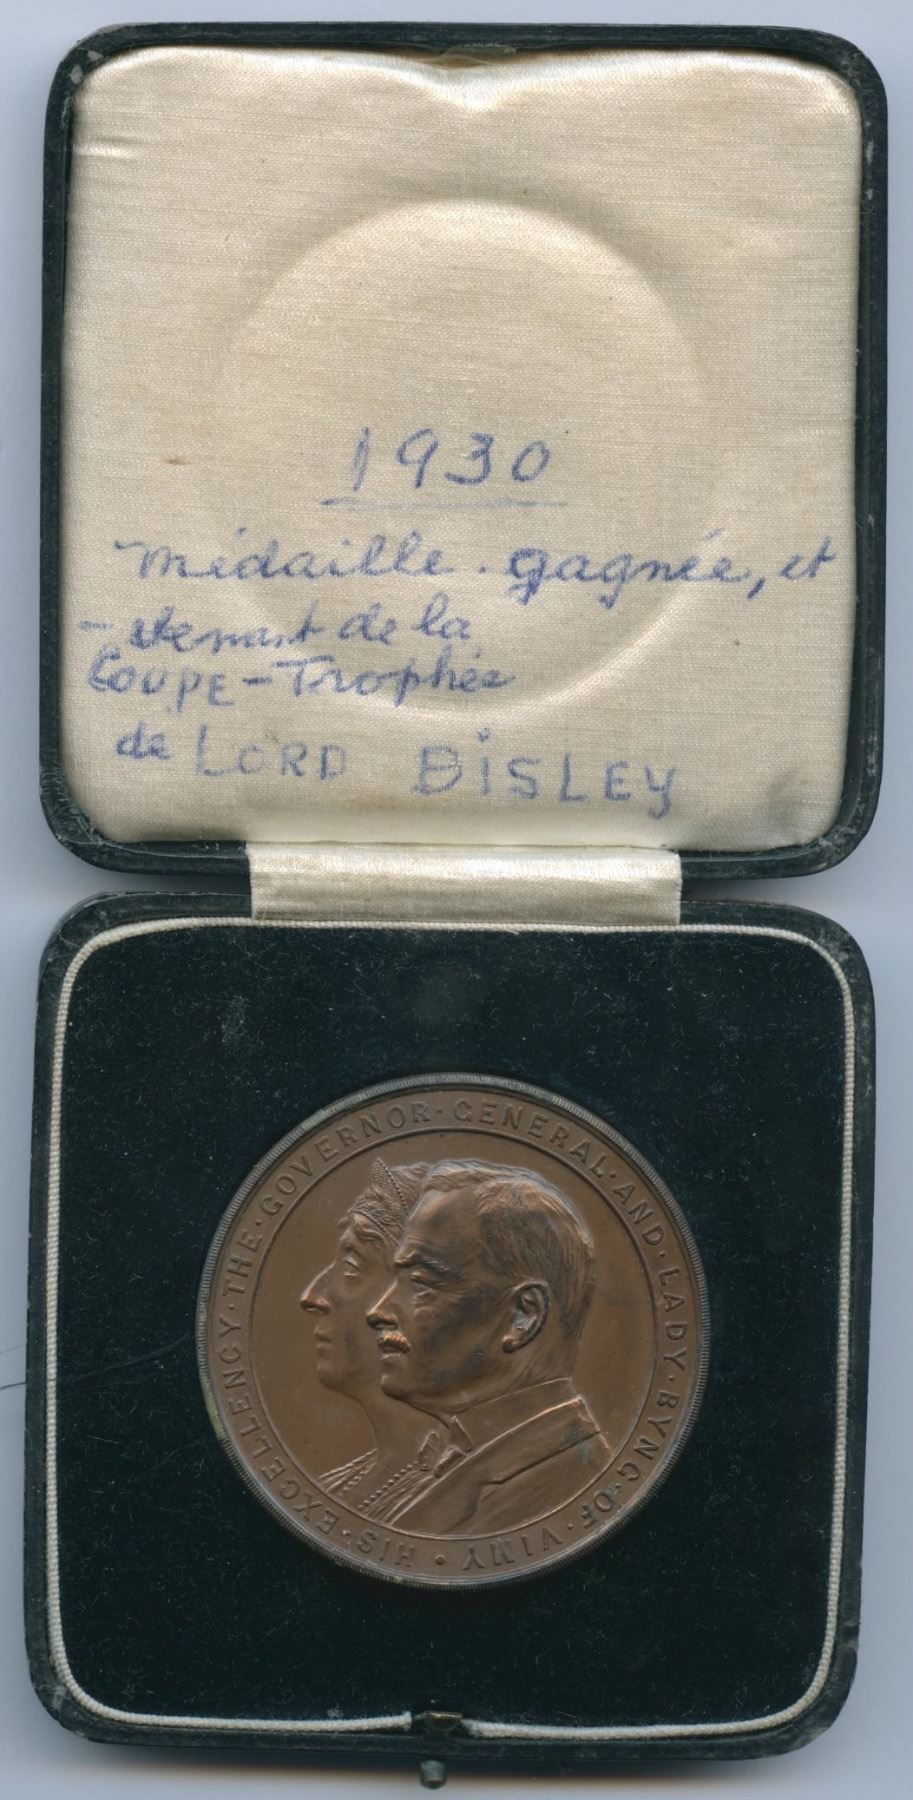 1930
médaille gagnée, et
- venant de la
COUPE - Trophée
de LORD BISLEY
HIS · EXCELLENCY · THE · GOVERNOR · GENERAL · AND · LADY · BYNG · OF · VIMY ·